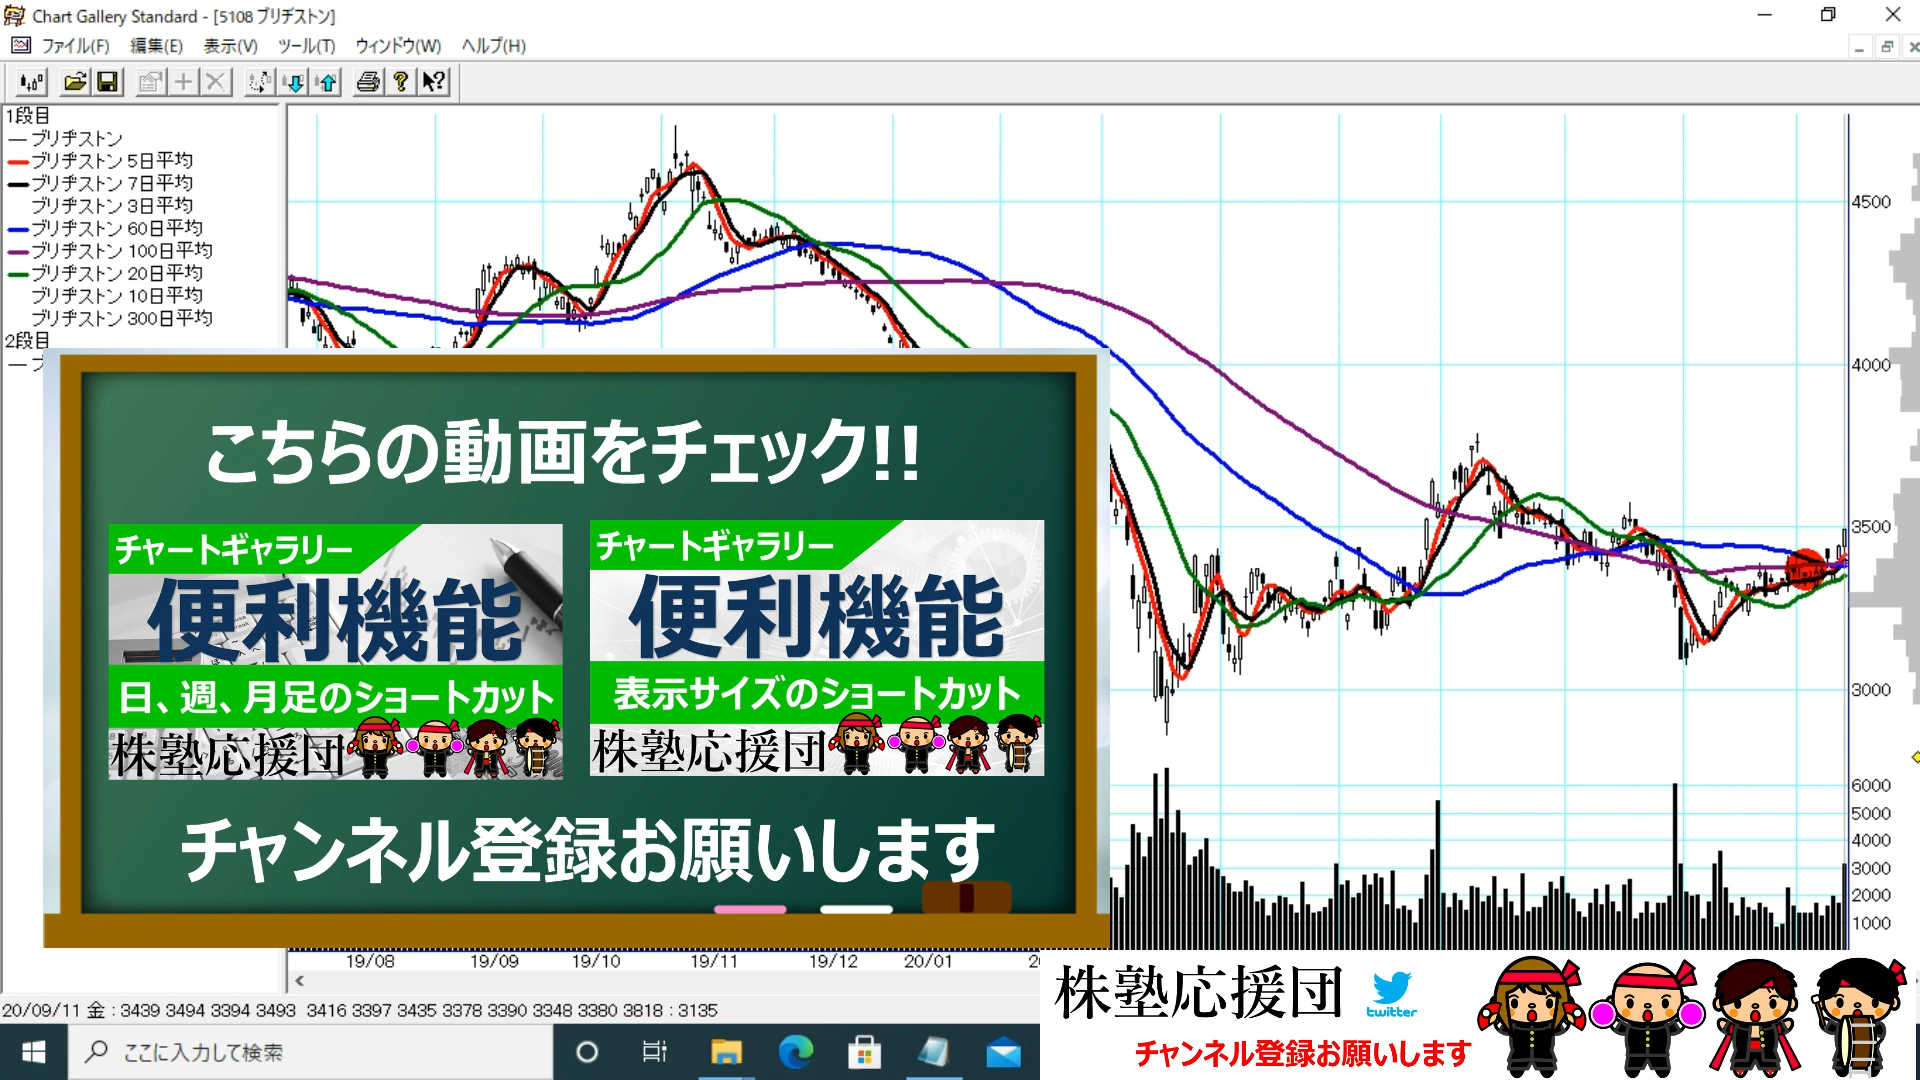 Chart Gallery Standard - [5108 ブリヂストン]
ファイル(F) 編集(E) 表示(V) ツール(T) ウィンドウ(W) ヘルプ(H)
1段目
ブリヂストン
ブリヂストン 5日平均
ブリヂストン 7日平均
ブリヂストン 3日平均
ブリヂストン 60日平均
ブリヂストン 100日平均
ブリヂストン 20日平均
ブリヂストン 10日平均
ブリヂストン 300日平均
2段目
4500
4000
3500
3000
6000
5000
4000
3000
2000
1000
こちらの動画をチェック!!
チャートギャラリー
便利機能
日、週、月足のショートカット
株塾応援団
チャートギャラリー
便利機能
表示サイズのショートカット
株塾応援団
チャンネル登録お願いします
19/08 19/09 19/10 19/11 19/12 20/01
20/09/11 金 : 3439 3494 3394 3493 3416 3397 3435 3378 3390 3348 3380 3818 : 3135
ここに入力して検索
株塾応援団
twitter
チャンネル登録お願いします